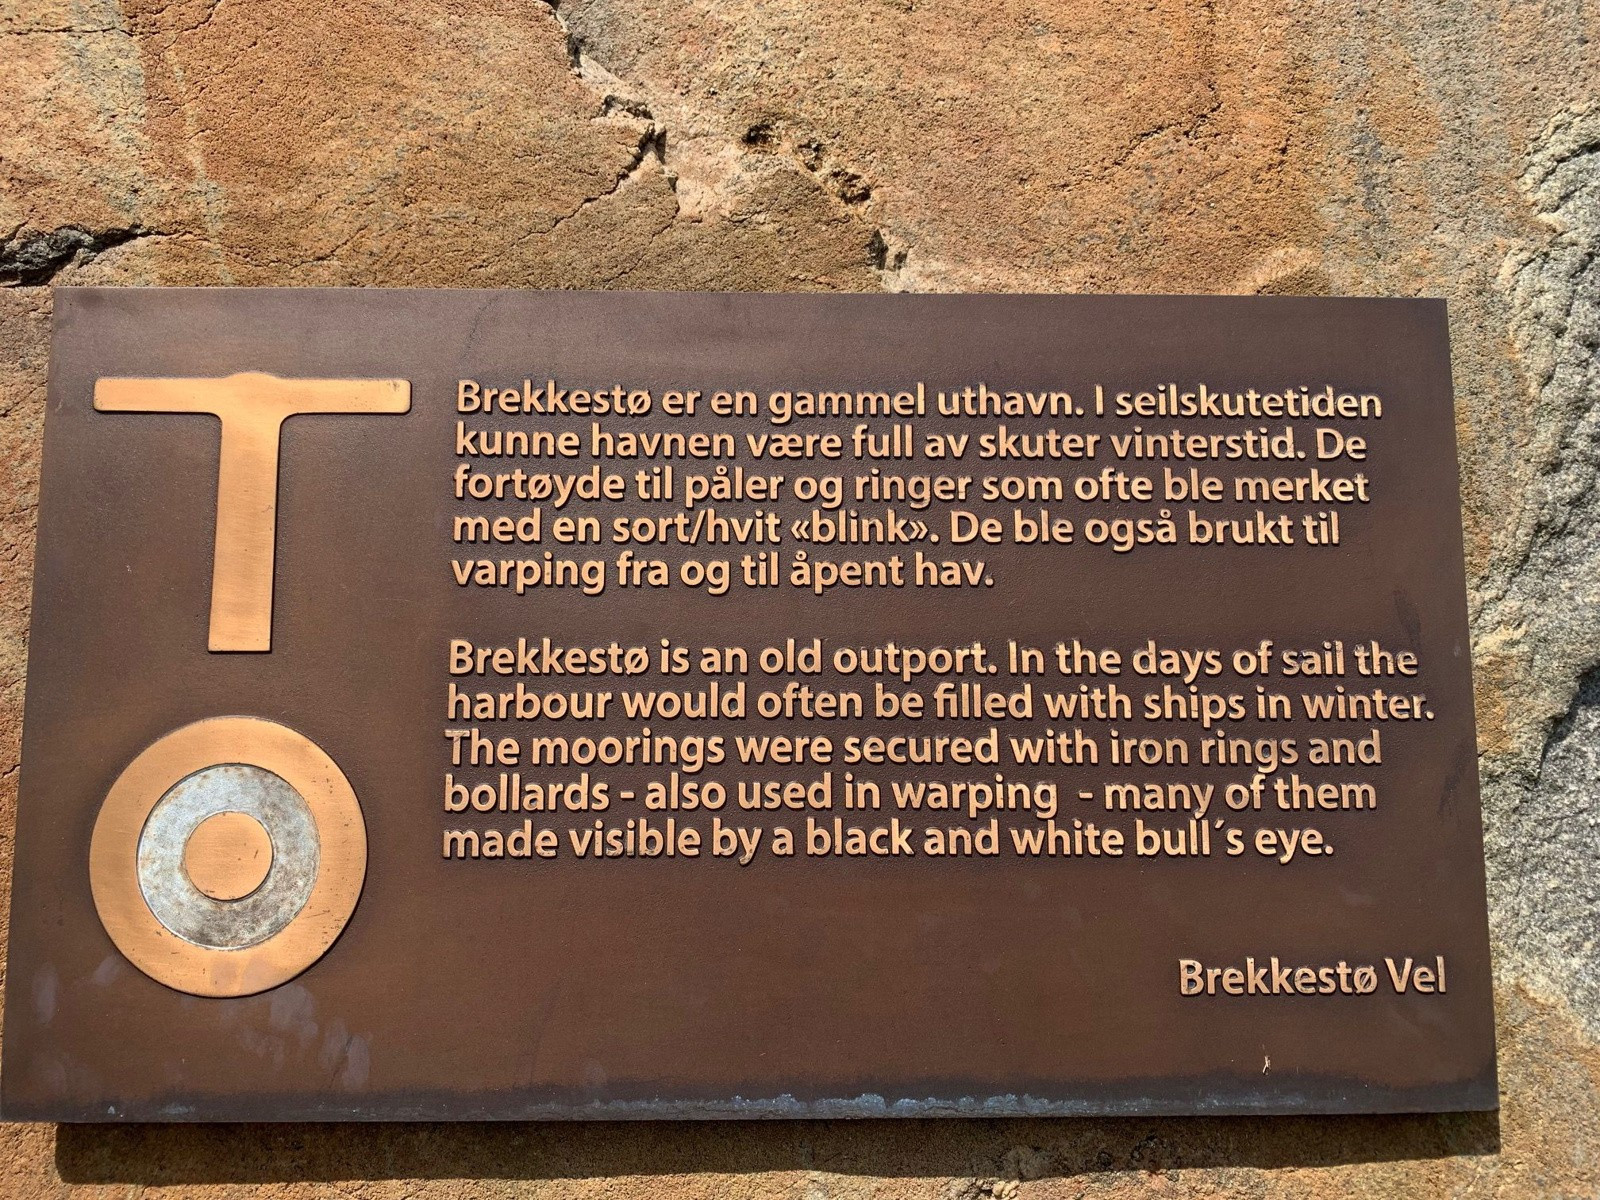 Brekkestø er en gammel uthavn. I seilskutetiden
kunne havnen være full av skuter vinterstid. De
fortøyde til påler og ringer som ofte ble merket
med en sort/hvit «blink». De ble også brukt til
varping fra og til åpent hav.
Brekkestø is an old outport. In the days of sail the
harbour would often be filled with ships in winter.
The moorings were secured with iron rings and
bollards - also used in warping - many of them
made visible by a black and white bull´s eye.
Brekkestø Vel